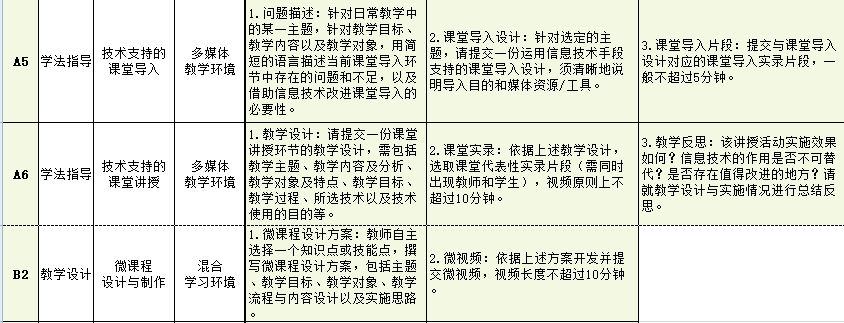 A5
学法指导
技术支持的
课堂导入
多媒体
教学环境
1.问题描述：针对日常教学中
的某一主题，针对教学目标、
教学内容以及教学对象，用简
短的语言描述当前课堂导入环
节中存在的问题和不足，以及
借助信息技术改进课堂导入的
必要性。
2.课堂导入设计：针对选定的主
题，请提交一份运用信息技术手段
支持的课堂导入设计，须清晰地说
明导入目的和媒体资源/工具。
3.课堂导入片段：提交与课堂导入
设计对应的课堂导入实录片段，一
般不超过5分钟。
A6
学法指导
技术支持的
课堂讲授
多媒体
教学环境
1.教学设计：请提交一份课堂
讲授环节的教学设计，需包括
教学主题、教学内容及分析、
教学对象及特点、教学目标、
教学过程、所选技术以及技术
使用的目的等。
2.课堂实录：依据上述教学设计，
选取课堂代表性实录片段（需同时
出现教师和学生），视频原则上不
超过10分钟。
3.教学反思：该讲授活动实施效果
如何？信息技术的作用是否不可替
代？是否存在值得改进的地方？请
就教学设计与实施情况进行总结反
思。
B2
教学设计
微课程
设计与制作
混合
学习环境
1.微课程设计方案：教师自主
选择一个知识点或技能点，撰
写微课程设计方案，包括主题
、教学目标、教学对象、教学
流程与内容设计以及实施思路
。
2.微视频：依据上述方案开发并提
交微视频，视频长度不超过10分钟
。